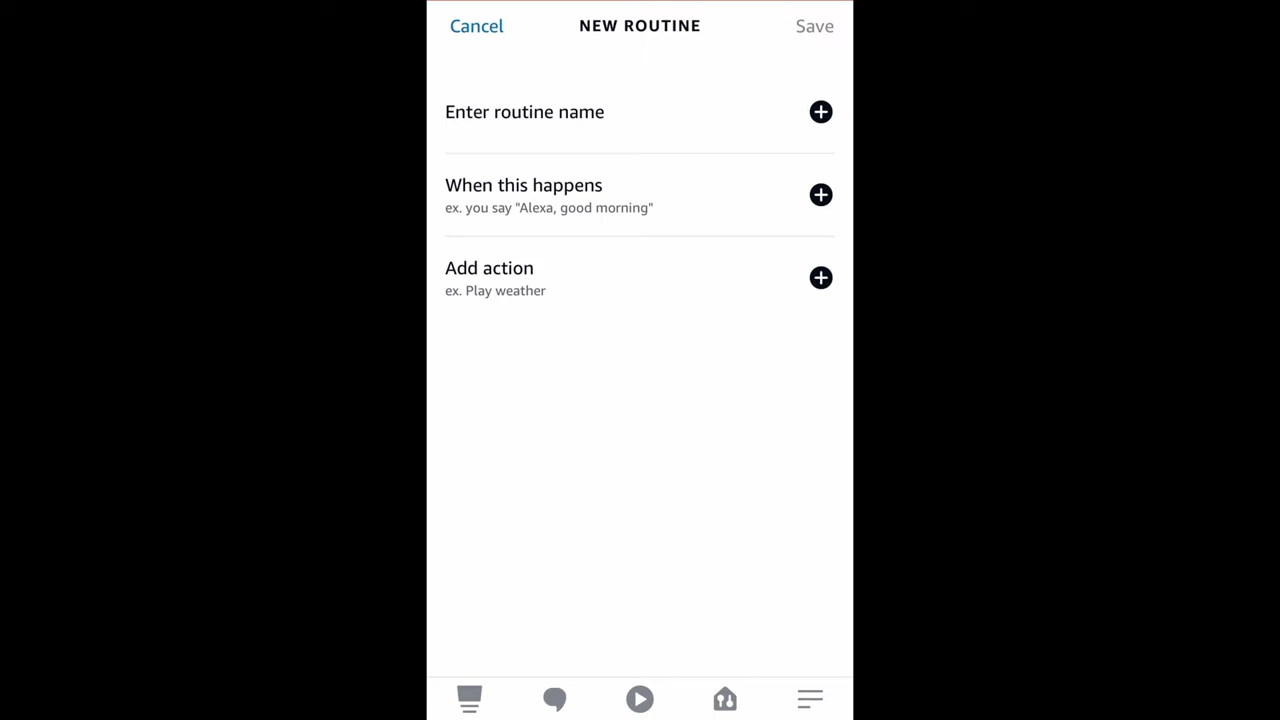 Cancel NEW ROUTINE Save
Enter routine name
When this happens
ex. you say "Alexa, good morning"
Add action
ex. Play weather